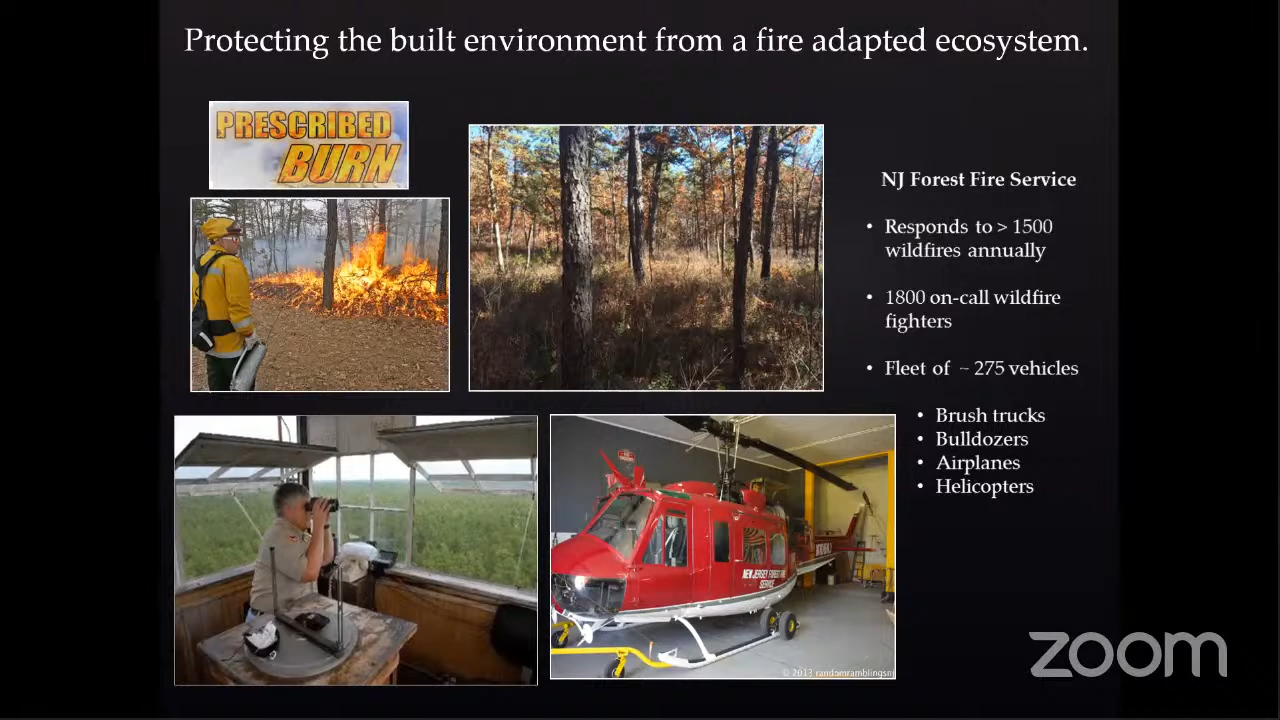 Protecting the built environment from a fire adapted ecosystem.
PRESCRIBED
BURN
NJ Forest Fire Service
• Responds to > 1500
wildfires annually
• 1800 on-call wildfire
fighters
• Fleet of ~ 275 vehicles
• Brush trucks
• Bulldozers
• Airplanes
• Helicopters
NEW JERSEY FOREST FIRE
SERVICE
© 2013 randomramblingsnj
zoom